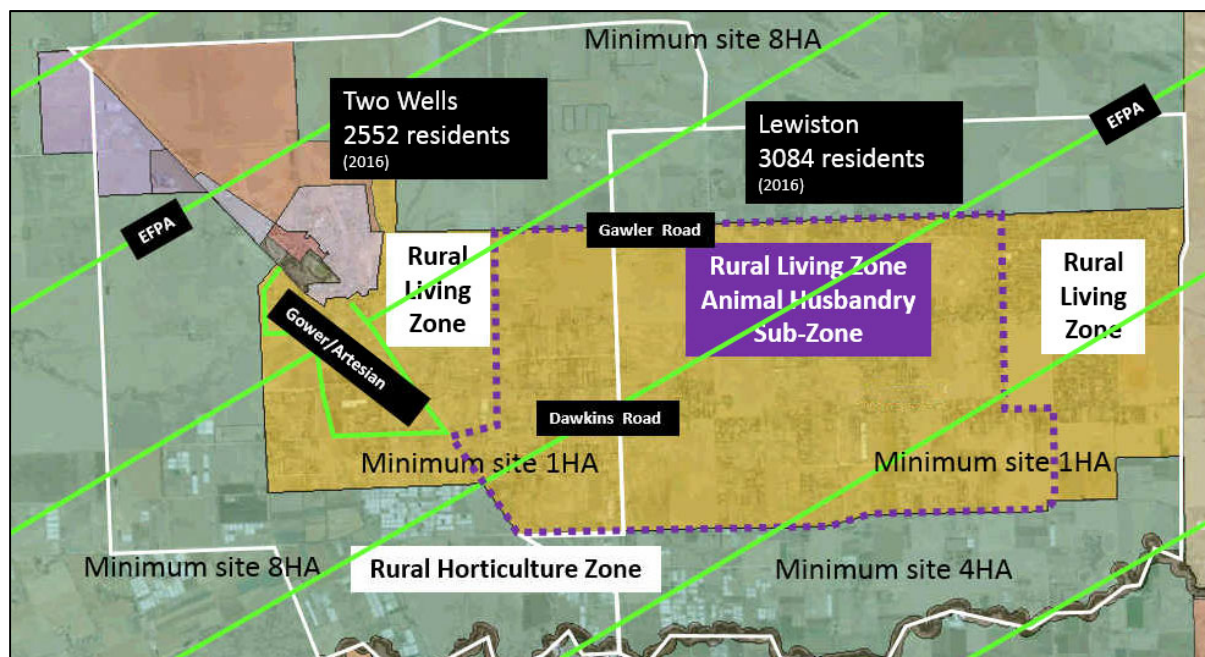 Minimum site 8HA
Two Wells
2552 residents
(2016)
Lewiston
3084 residents
(2016)
EFPA
EFPA
Gawler Road
Rural
Living
Zone
Rural Living Zone
Animal Husbandry
Sub-Zone
Rural
Living
Zone
Gower/Artesian
Dawkins Road
Minimum site 1HA
Minimum site 1HA
Minimum site 8HA
Rural Horticulture Zone
Minimum site 4HA